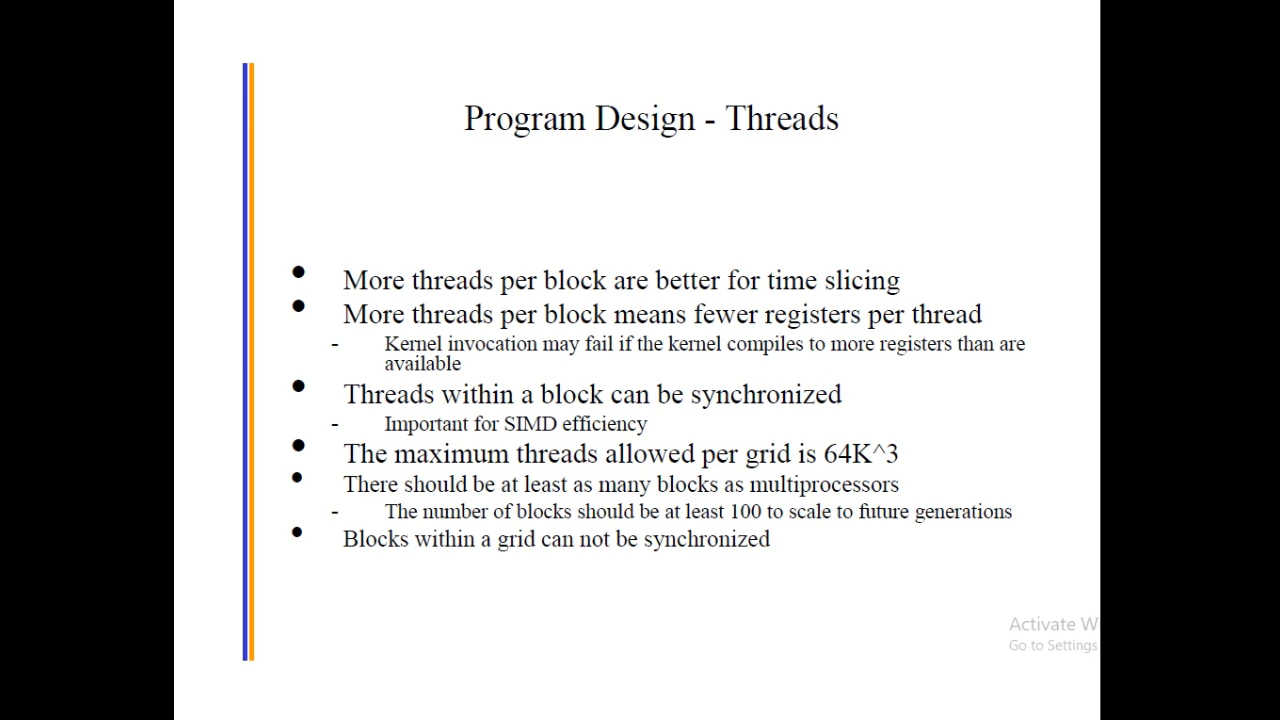 Program Design - Threads
• More threads per block are better for time slicing
• More threads per block means fewer registers per thread
- Kernel invocation may fail if the kernel compiles to more registers than are
available
• Threads within a block can be synchronized
- Important for SIMD efficiency
• The maximum threads allowed per grid is 64K^3
• There should be at least as many blocks as multiprocessors
- The number of blocks should be at least 100 to scale to future generations
• Blocks within a grid can not be synchronized
Activate W
Go to Settings